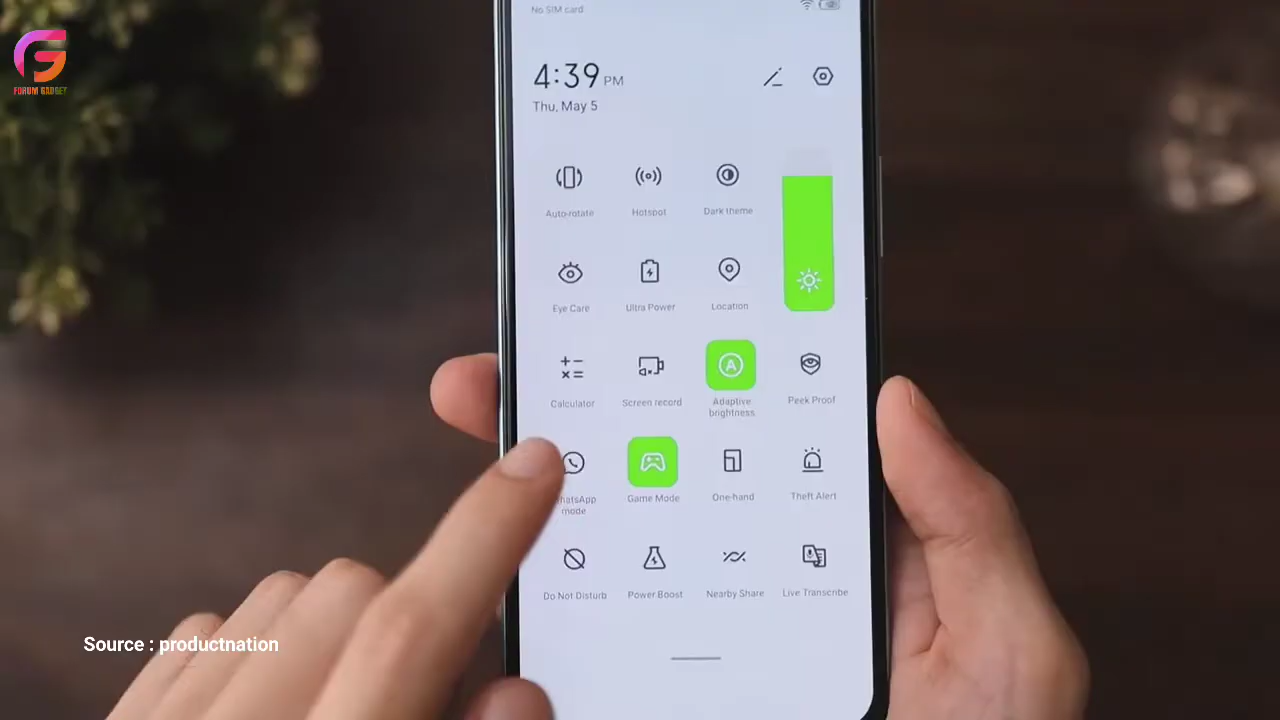 FORUM GADGET
No SIM card
4:39 PM
Thu, May 5
Auto-rotate
Hotspot
Dark theme
Eye Care
Ultra Power
Location
Calculator
Screen record
Adaptive
brightness
Peek Proof
hatsApp
mode
Game Mode
One-hand
Theft Alert
Do Not Disturb
Power Boost
Nearby Share
Live Transcribe
Source : productnation